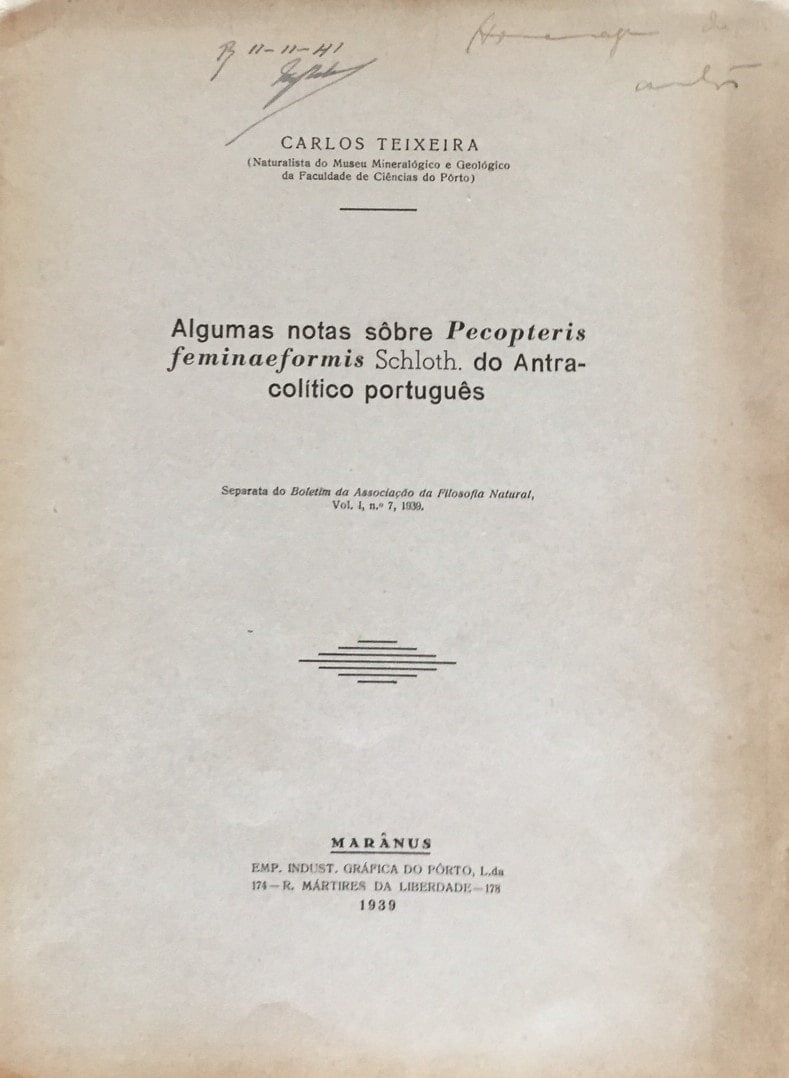 11-11-41
Homenagem de
CARLOS TEIXEIRA
(Naturalista do Museu Mineralógico e Geológico
da Faculdade de Ciências do Pôrto)
Algumas notas sôbre Pecopteris
feminaeformis Schloth. do Antra-
colítico português
Separata do Boletim da Associação da Filosofia Natural,
Vol. I, n.º 7, 1939.
MARÂNUS
EMP. INDUST. GRÁFICA DO PÔRTO, L.da
174—R. MÁRTIRES DA LIBERDADE—178
1939